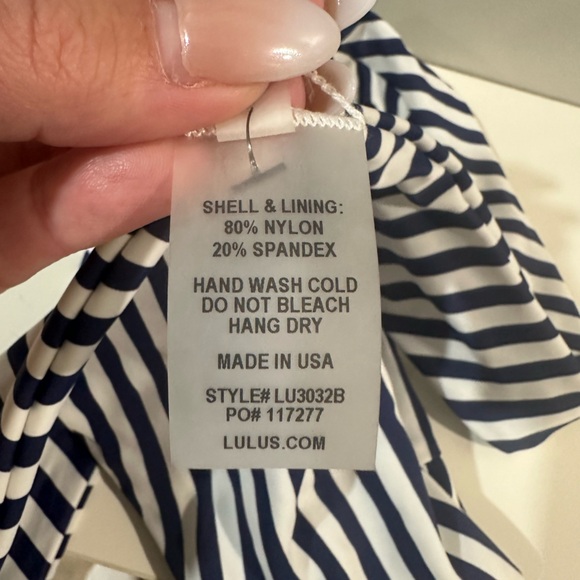 SHELL & LINING:
80% NYLON
20% SPANDEX
HAND WASH COLD
DO NOT BLEACH
HANG DRY
MADE IN USA
STYLE# LU3032B
PO# 117277
LULUS.COM